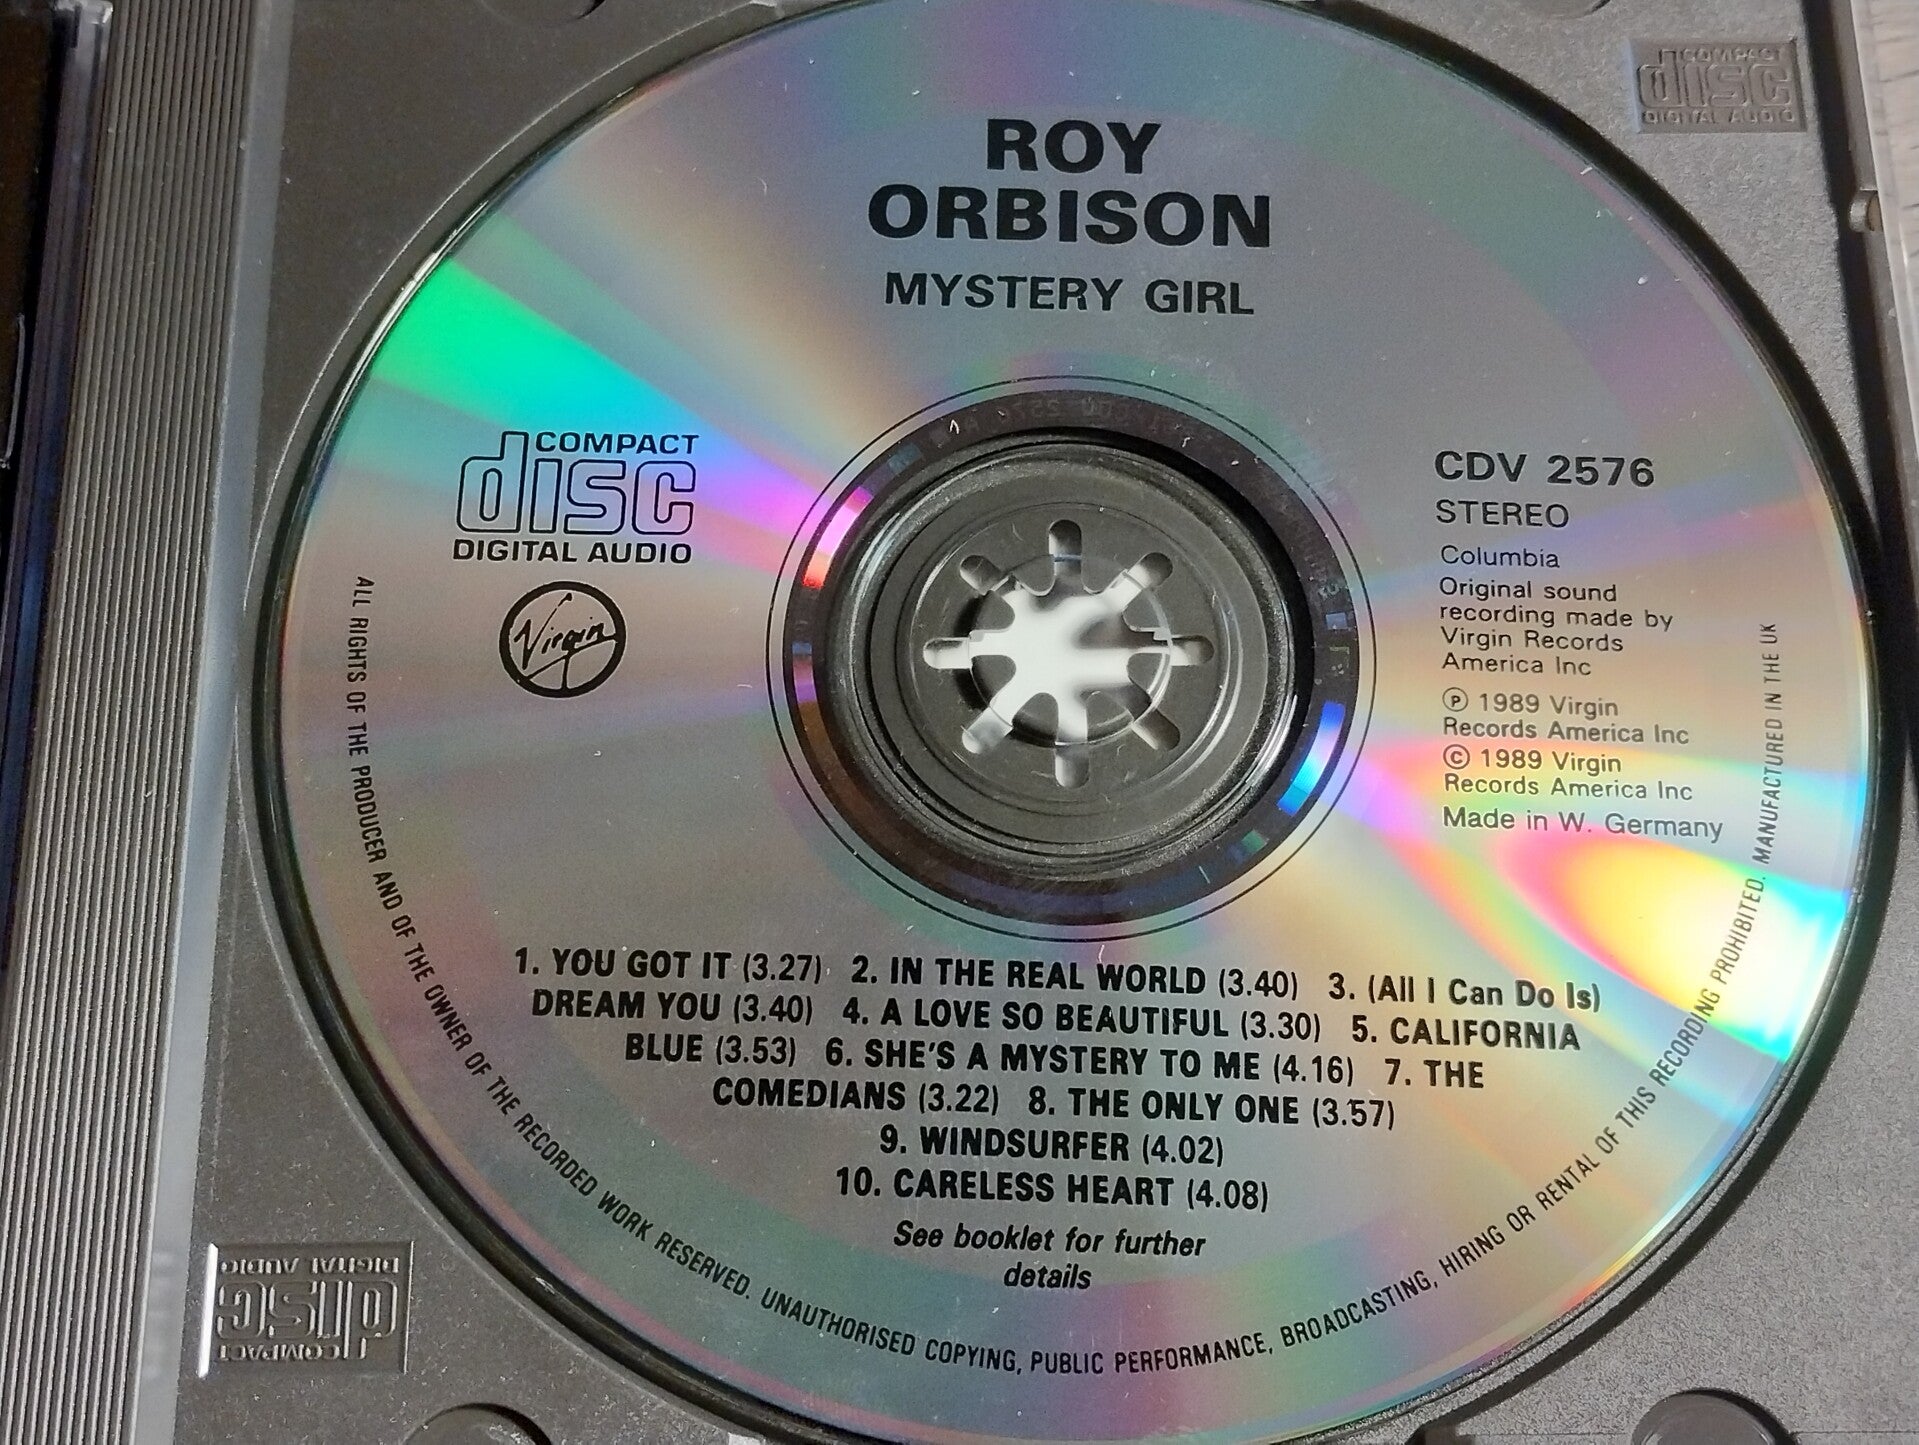 ROY
ORBISON
MYSTERY GIRL
COMPACT
disc
DIGITAL AUDIO
COMPACT
disc
DIGITAL AUDIO
Virgin
CDV 2576
STEREO
Columbia
Original sound
recording made by
Virgin Records
America Inc
℗ 1989 Virgin
Records America Inc
© 1989 Virgin
Records America Inc
Made in W. Germany
1. YOU GOT IT (3.27) 2. IN THE REAL WORLD (3.40) 3. (All I Can Do Is)
DREAM YOU (3.40) 4. A LOVE SO BEAUTIFUL (3.30) 5. CALIFORNIA
BLUE (3.53) 6. SHE'S A MYSTERY TO ME (4.16) 7. THE
COMEDIANS (3.22) 8. THE ONLY ONE (3.57)
9. WINDSURFER (4.02)
10. CARELESS HEART (4.08)
See booklet for further
details
ALL RIGHTS OF THE PRODUCER AND OF THE OWNER OF THE RECORDED WORK RESERVED. UNAUTHORISED COPYING, PUBLIC PERFORMANCE, BROADCASTING, HIRING OR RENTAL OF THIS RECORDING PROHIBITED. MANUFACTURED IN THE UK
COMPACT
disc
DIGITAL AUDIO